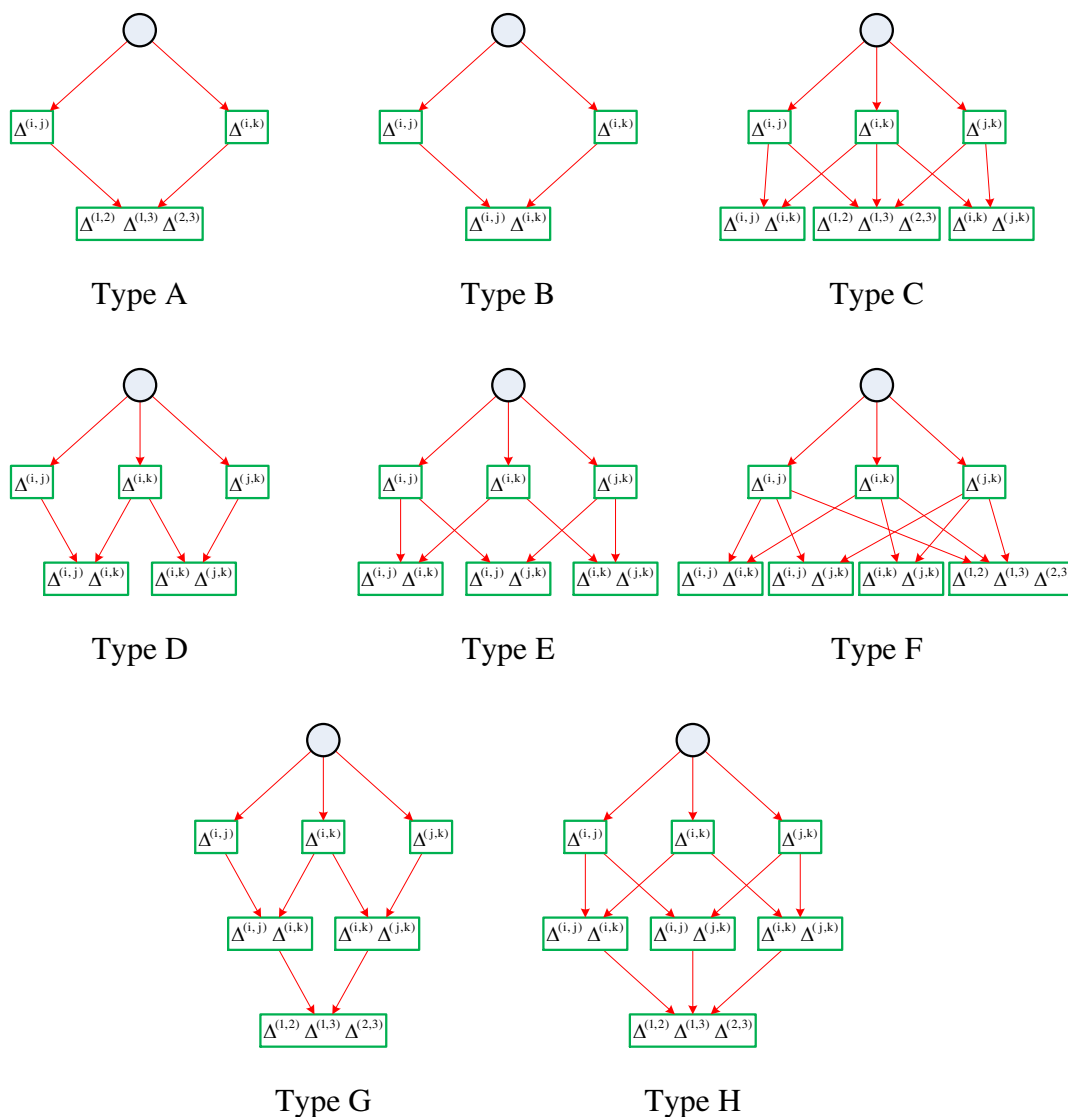 Δ(i, j) Δ(i,k) Δ(i, j) Δ(i,k) Δ(i, j) Δ(i,k) Δ(j,k)
Δ(1,2) Δ(1,3) Δ(2,3) Δ(i, j) Δ(i,k) Δ(i, j) Δ(i,k) Δ(1,2) Δ(1,3) Δ(2,3) Δ(i,k) Δ(j,k)
Type A Type B Type C
Δ(i, j) Δ(i,k) Δ(j,k) Δ(i, j) Δ(i,k) Δ(j,k) Δ(i, j) Δ(i,k) Δ(j,k)
Δ(i, j) Δ(i,k) Δ(i,k) Δ(j,k) Δ(i, j) Δ(i,k) Δ(i, j) Δ(j,k) Δ(i,k) Δ(j,k) Δ(i, j) Δ(i,k) Δ(i, j) Δ(j,k) Δ(i,k) Δ(j,k) Δ(1,2) Δ(1,3) Δ(2,3
Type D Type E Type F
Δ(i, j) Δ(i,k) Δ(j,k) Δ(i, j) Δ(i,k) Δ(j,k)
Δ(i, j) Δ(i,k) Δ(i,k) Δ(j,k) Δ(i, j) Δ(i,k) Δ(i, j) Δ(j,k) Δ(i,k) Δ(j,k)
Δ(1,2) Δ(1,3) Δ(2,3) Δ(1,2) Δ(1,3) Δ(2,3)
Type G Type H